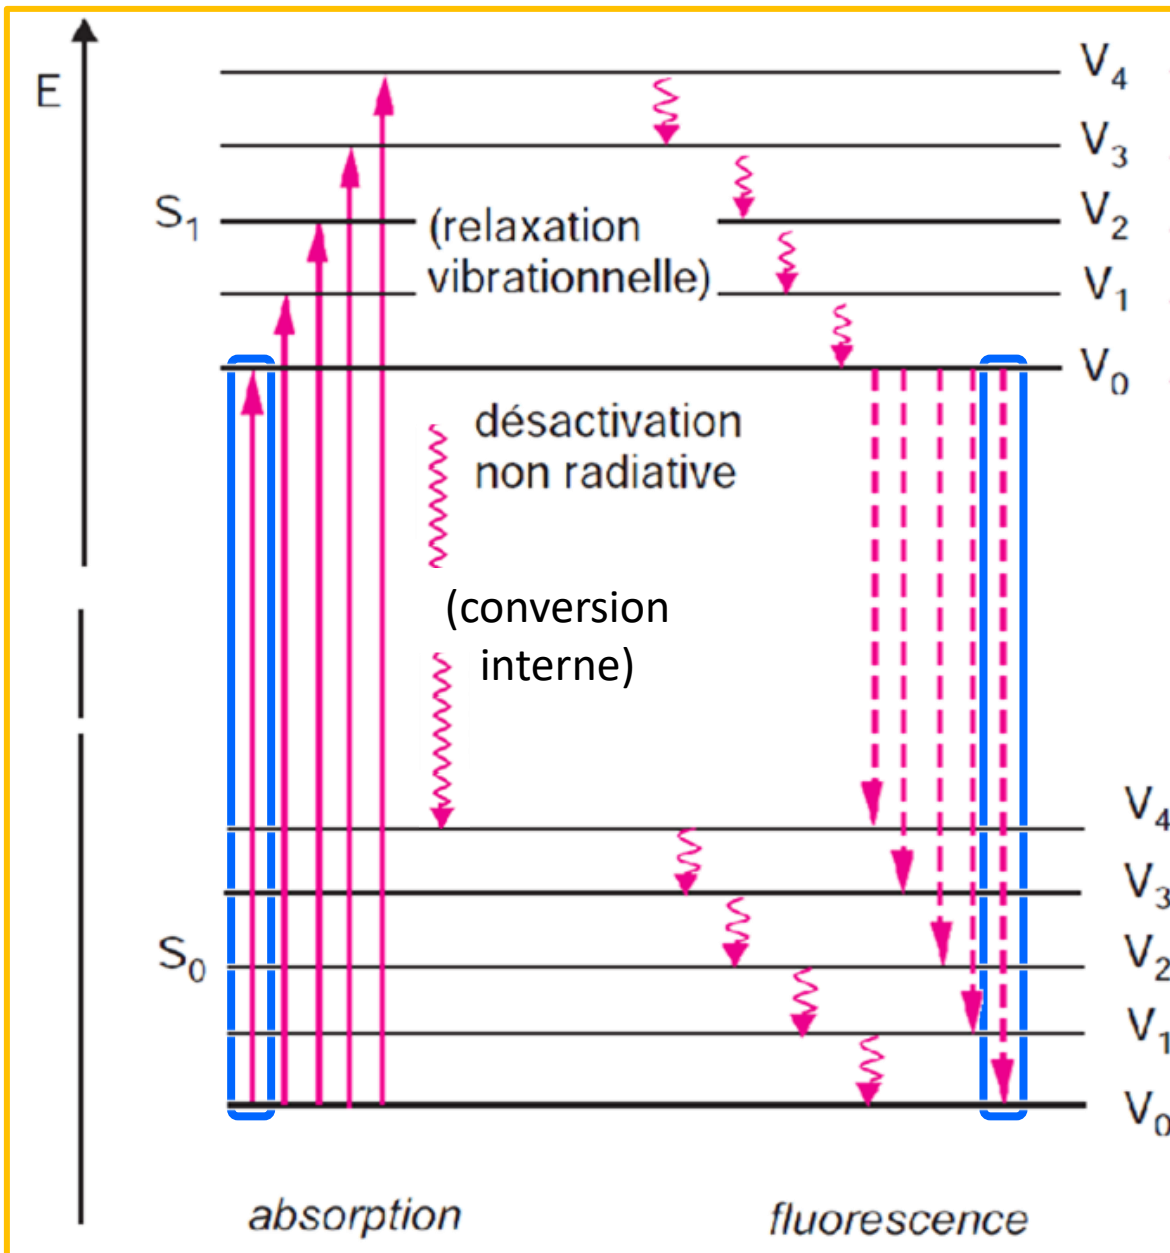 E
V₄
V₃
S₁
(relaxation
vibrationnelle)
V₂
V₁
V₀
désactivation
non radiative
(conversion
interne)
V₄
V₃
S₀
V₂
V₁
V₀
absorption
fluorescence